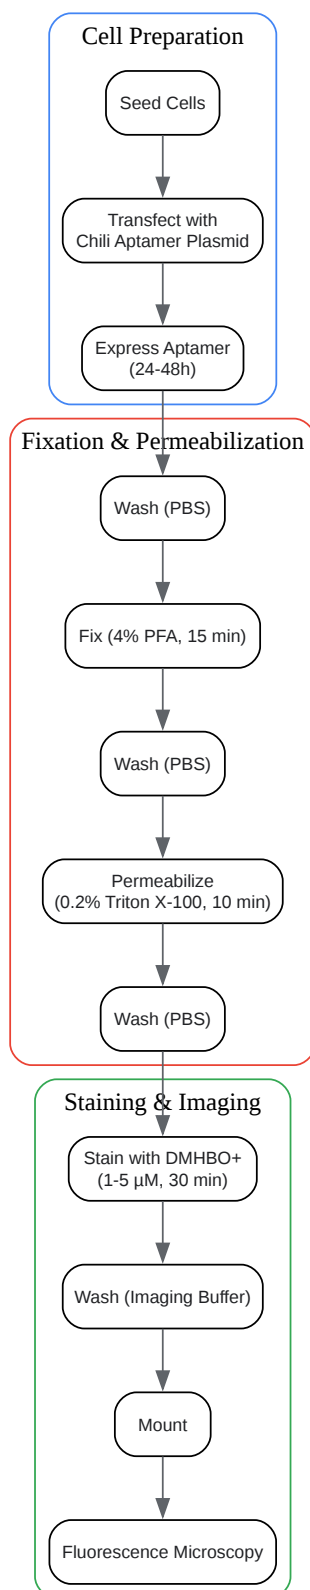 Cell Preparation
Seed Cells
Transfect with
Chili Aptamer Plasmid
Express Aptamer
(24-48h)
Fixation & Permeabilization
Wash (PBS)
Fix (4% PFA, 15 min)
Wash (PBS)
Permeabilize
(0.2% Triton X-100, 10 min)
Wash (PBS)
Staining & Imaging
Stain with DMHBO+
(1-5 µM, 30 min)
Wash (Imaging Buffer)
Mount
Fluorescence Microscopy